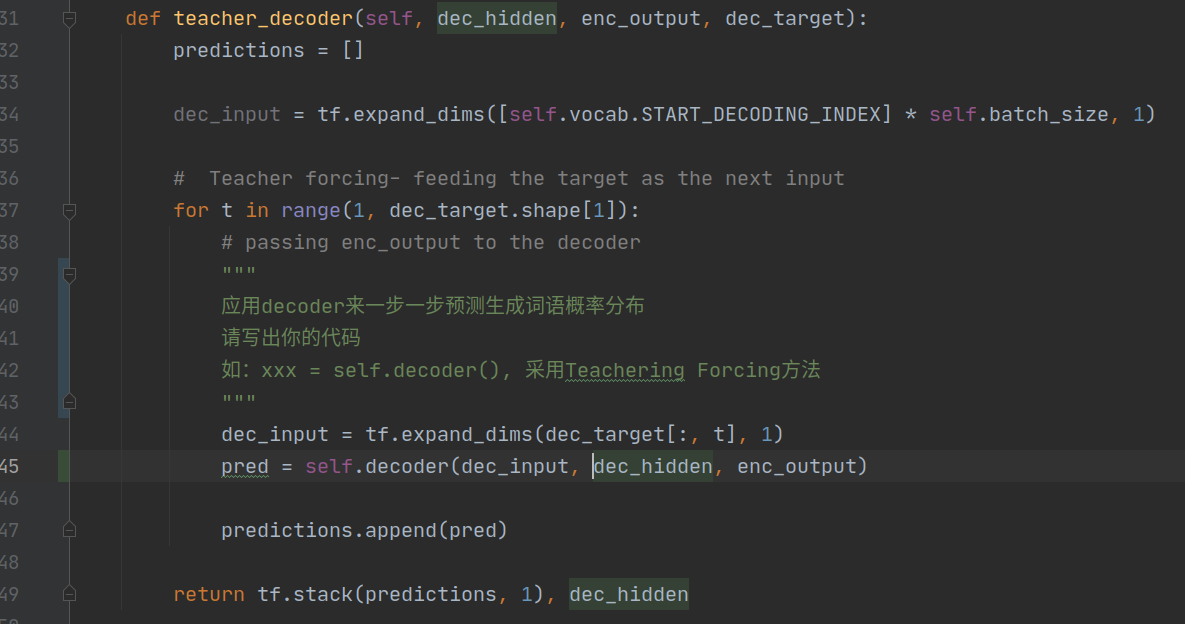 31 def teacher_decoder(self, dec_hidden, enc_output, dec_target):
32 predictions = []
33
34 dec_input = tf.expand_dims([self.vocab.START_DECODING_INDEX] * self.batch_size, 1)
35
36 #  Teacher forcing- feeding the target as the next input
37 for t in range(1, dec_target.shape[1]):
38 # passing enc_output to the decoder
39 """
40 应用decoder来一步一步预测生成词语概率分布
41 请写出你的代码
42 如：xxx = self.decoder(), 采用Teachering Forcing方法
43 """
44 dec_input = tf.expand_dims(dec_target[:, t], 1)
45 pred = self.decoder(dec_input, dec_hidden, enc_output)
46
47 predictions.append(pred)
48
49 return tf.stack(predictions, 1), dec_hidden